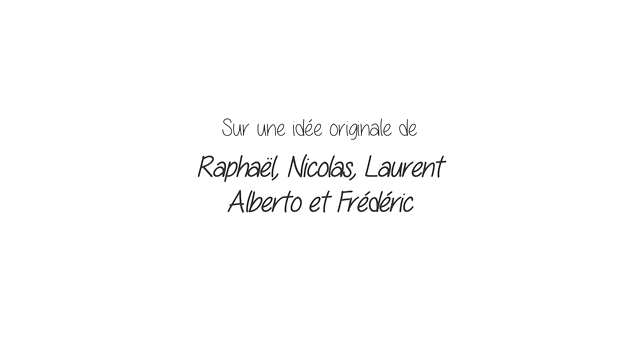 Sur une idée originale de
Raphaël, Nicolas, Laurent
Alberto et Frédéric